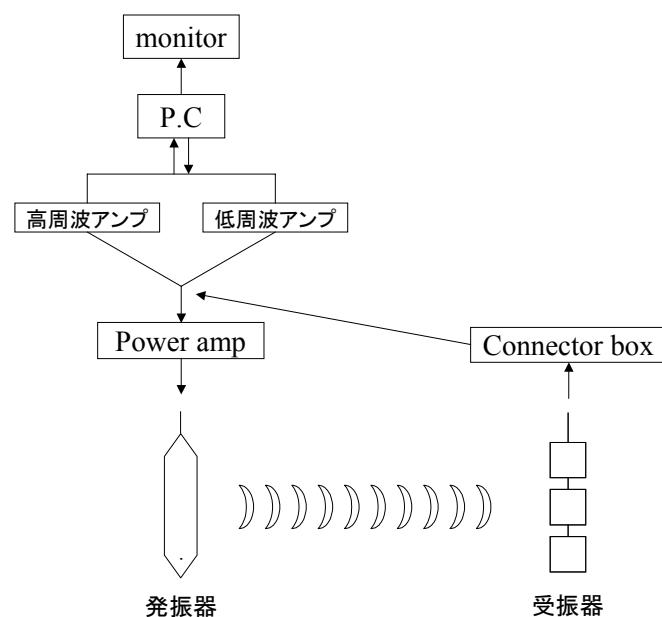 monitor
P.C
高周波アンプ
低周波アンプ
Power amp
Connector box
発振器
受振器